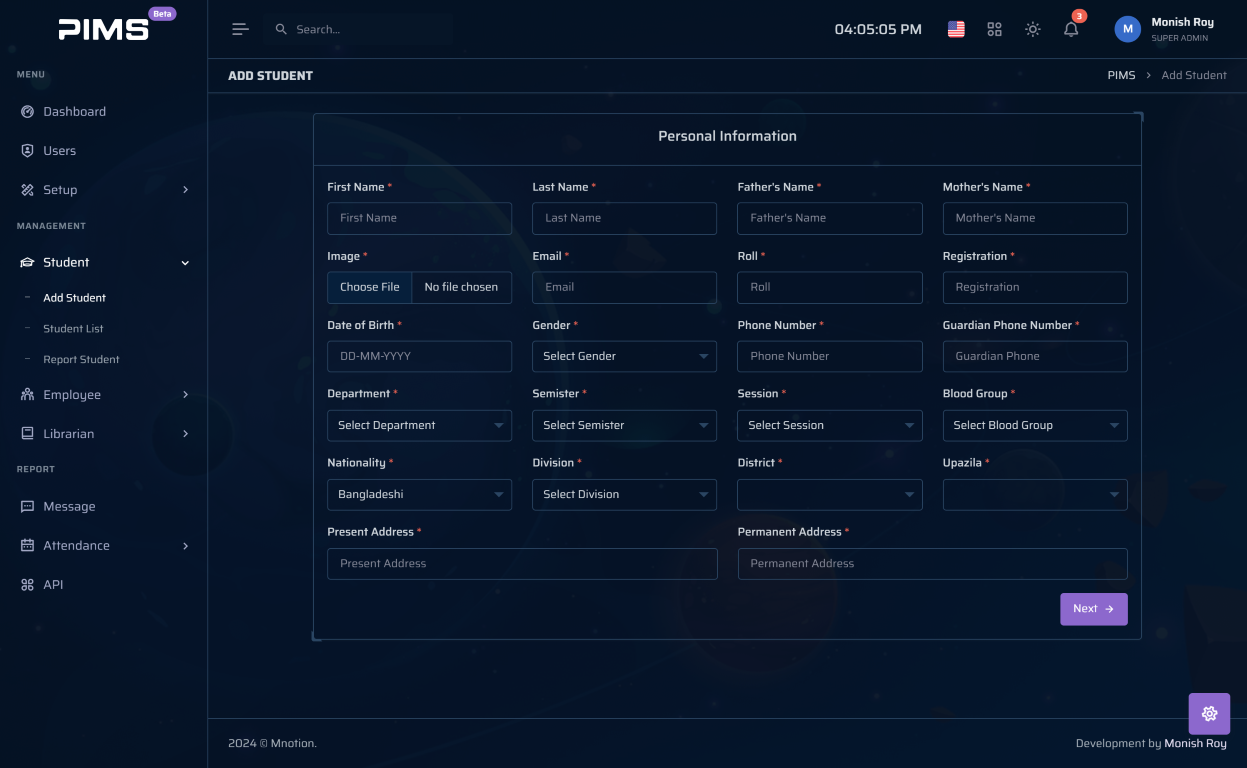 PIMS Beta
Search...
04:05:05 PM
3
M
Monish Roy
SUPER ADMIN
MENU
Dashboard
Users
Setup
MANAGEMENT
Student
Add Student
Student List
Report Student
Employee
Librarian
REPORT
Message
Attendance
API
ADD STUDENT
PIMS > Add Student
Personal Information
First Name * Last Name * Father's Name * Mother's Name *
First Name Last Name Father's Name Mother's Name
Image * Email * Roll * Registration *
Choose File No file chosen Email Roll Registration
Date of Birth * Gender * Phone Number * Guardian Phone Number *
DD-MM-YYYY Select Gender Phone Number Guardian Phone
Department * Semister * Session * Blood Group *
Select Department Select Semister Select Session Select Blood Group
Nationality * Division * District * Upazila *
Bangladeshi Select Division
Present Address * Permanent Address *
Present Address Permanent Address
Next →
2024 © Mnotion.
Development by Monish Roy